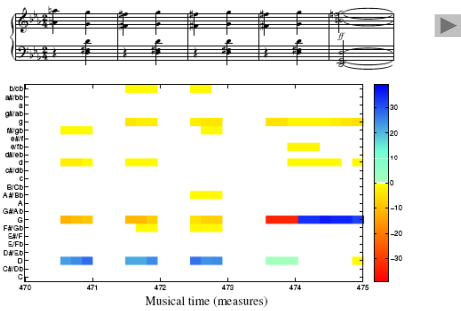 ff
b/cb
a#/bb
a
g#/ab
g
f#/gb
e#/f
e/fb
d#/eb
d
c#/db
c
B/Cb
A#/Bb
A
G#/Ab
G
F#/Gb
E#/F
E/Fb
D#/Eb
D
C#/Db
C
30
20
10
0
-10
-20
-30
470 471 472 473 474 475
Musical time (measures)